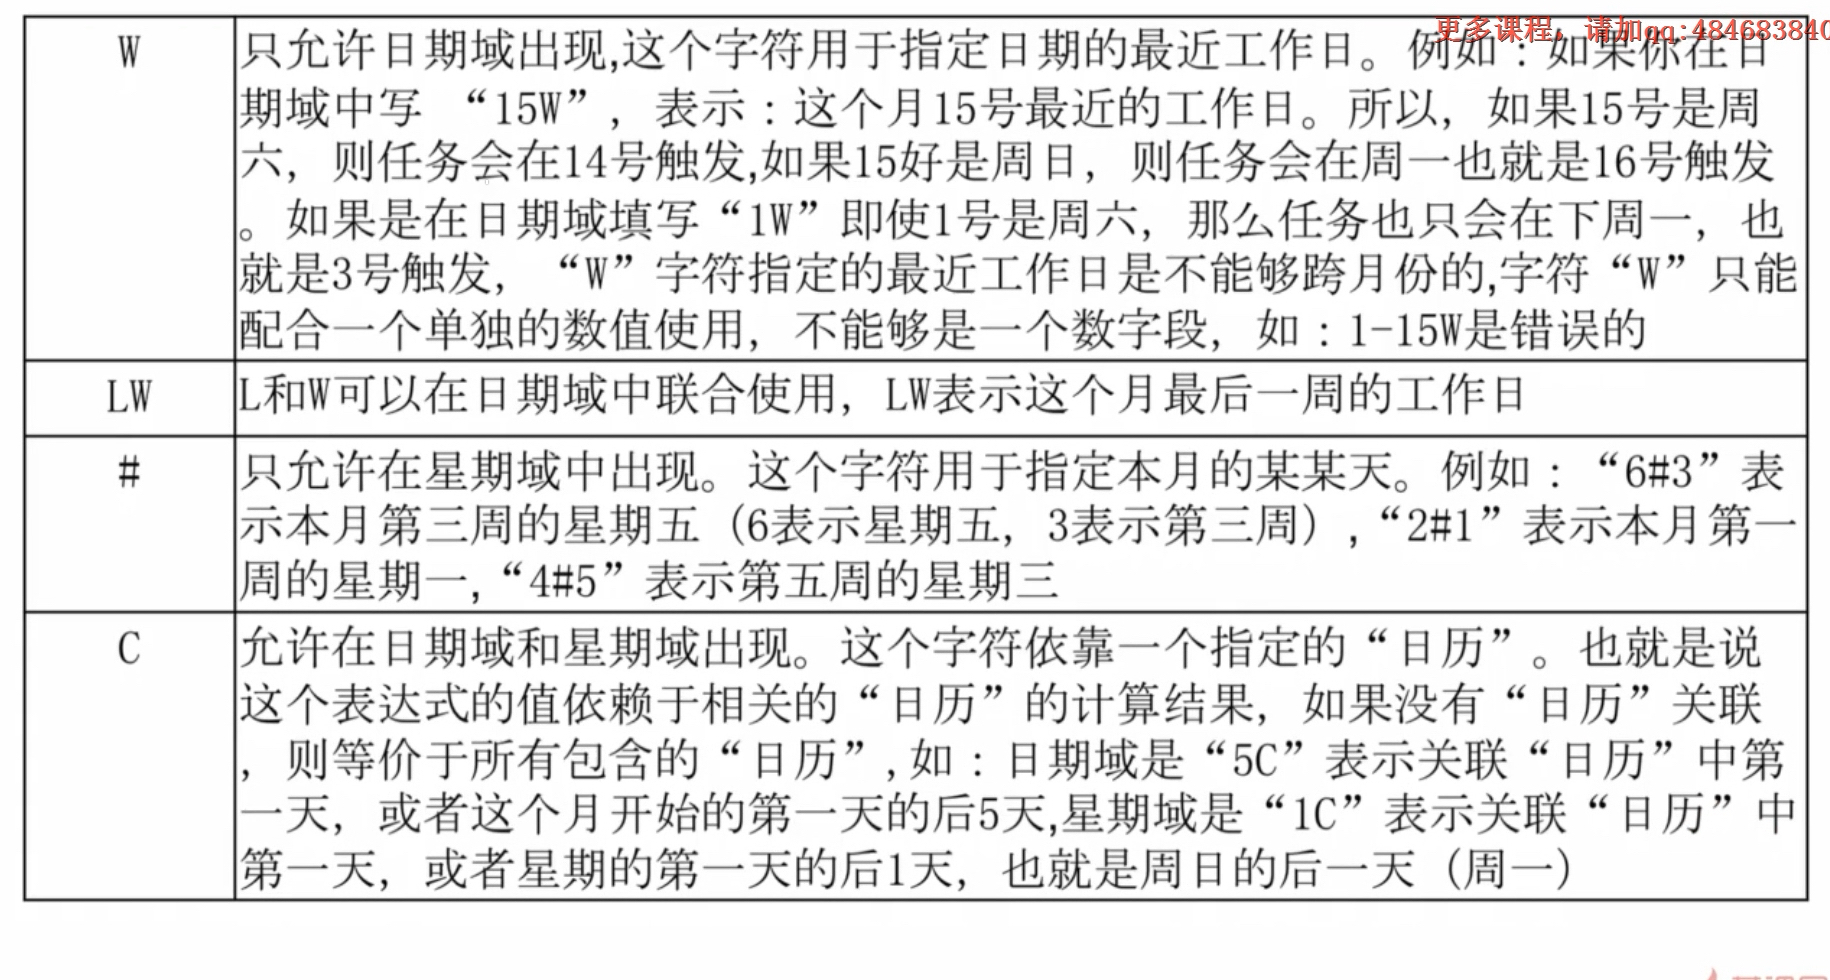 更多课程，请加qq:484683840
W
只允许日期域出现,这个字符用于指定日期的最近工作日。例如：如果你在日
期域中写 “15W”，表示：这个月15号最近的工作日。所以，如果15号是周
六，则任务会在14号触发,如果15好是周日，则任务会在周一也就是16号触发
。如果是在日期域填写“1W”即使1号是周六，那么任务也只会在下周一，也
就是3号触发，“W”字符指定的最近工作日是不能够跨月份的,字符“W”只能
配合一个单独的数值使用，不能够是一个数字段，如：1-15W是错误的
LW
L和W可以在日期域中联合使用，LW表示这个月最后一周的工作日
#
只允许在星期域中出现。这个字符用于指定本月的某某天。例如：“6#3”表
示本月第三周的星期五（6表示星期五，3表示第三周）,“2#1”表示本月第一
周的星期一,“4#5”表示第五周的星期三
C
允许在日期域和星期域出现。这个字符依靠一个指定的“日历”。也就是说
这个表达式的值依赖于相关的“日历”的计算结果，如果没有“日历”关联
，则等价于所有包含的“日历”,如：日期域是“5C”表示关联“日历”中第
一天，或者这个月开始的第一天的后5天,星期域是“1C”表示关联“日历”中
第一天，或者星期的第一天的后1天，也就是周日的后一天（周一）